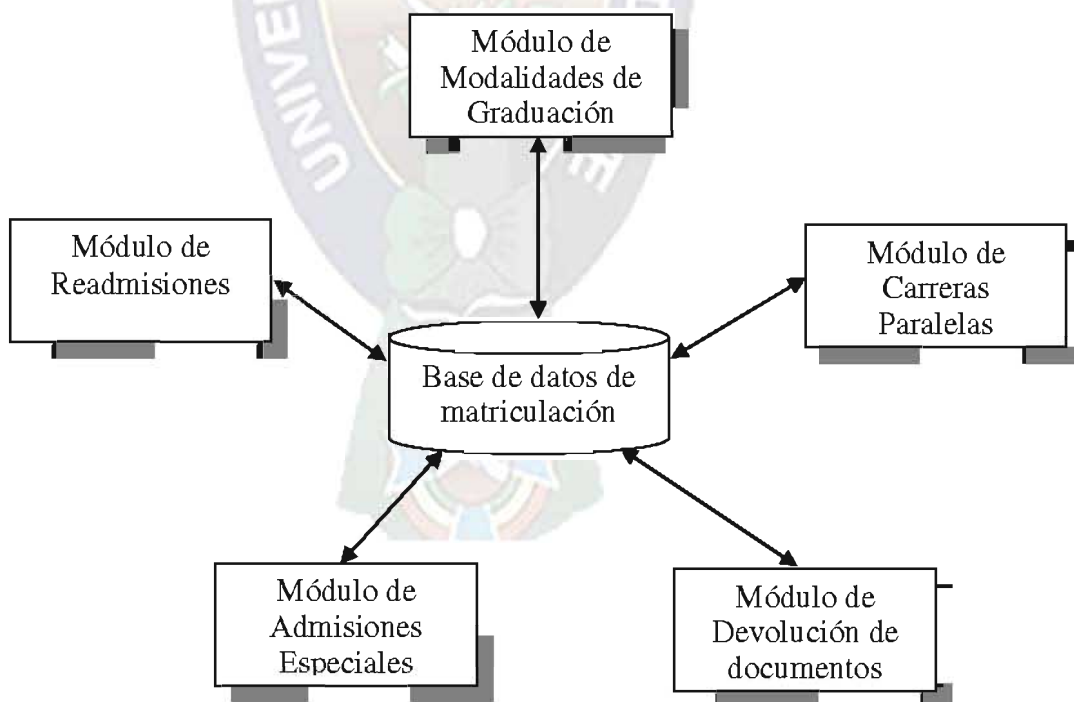 UNIVE
E
Módulo de
Modalidades de
Graduación
Módulo de
Readmisiones
Módulo de
Carreras
Paralelas
Base de datos de
matriculación
Módulo de
Admisiones
Especiales
Módulo de
Devolución de
documentos